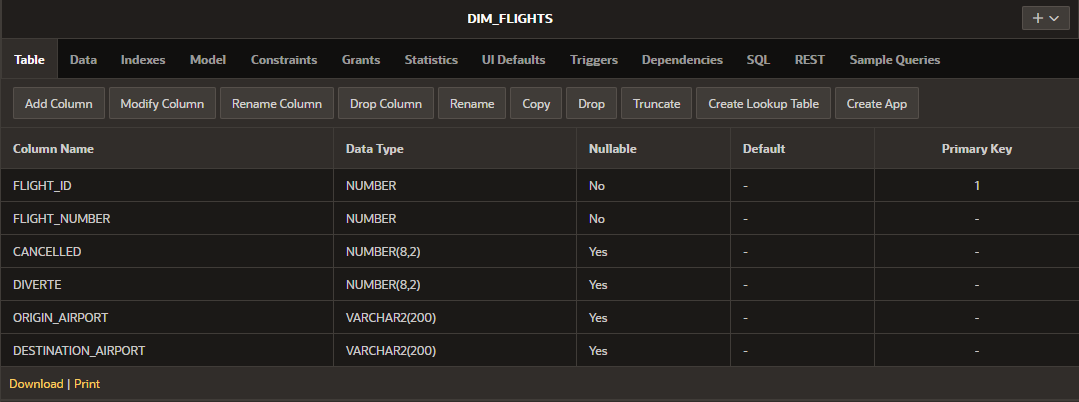 DIM_FLIGHTS
Table Data Indexes Model Constraints Grants Statistics UI Defaults Triggers Dependencies SQL REST Sample Queries
Add Column Modify Column Rename Column Drop Column Rename Copy Drop Truncate Create Lookup Table Create App
Column Name Data Type Nullable Default Primary Key
FLIGHT_ID NUMBER No - 1
FLIGHT_NUMBER NUMBER No - -
CANCELLED NUMBER(8,2) Yes - -
DIVERTE NUMBER(8,2) Yes - -
ORIGIN_AIRPORT VARCHAR2(200) Yes - -
DESTINATION_AIRPORT VARCHAR2(200) Yes - -
Download | Print